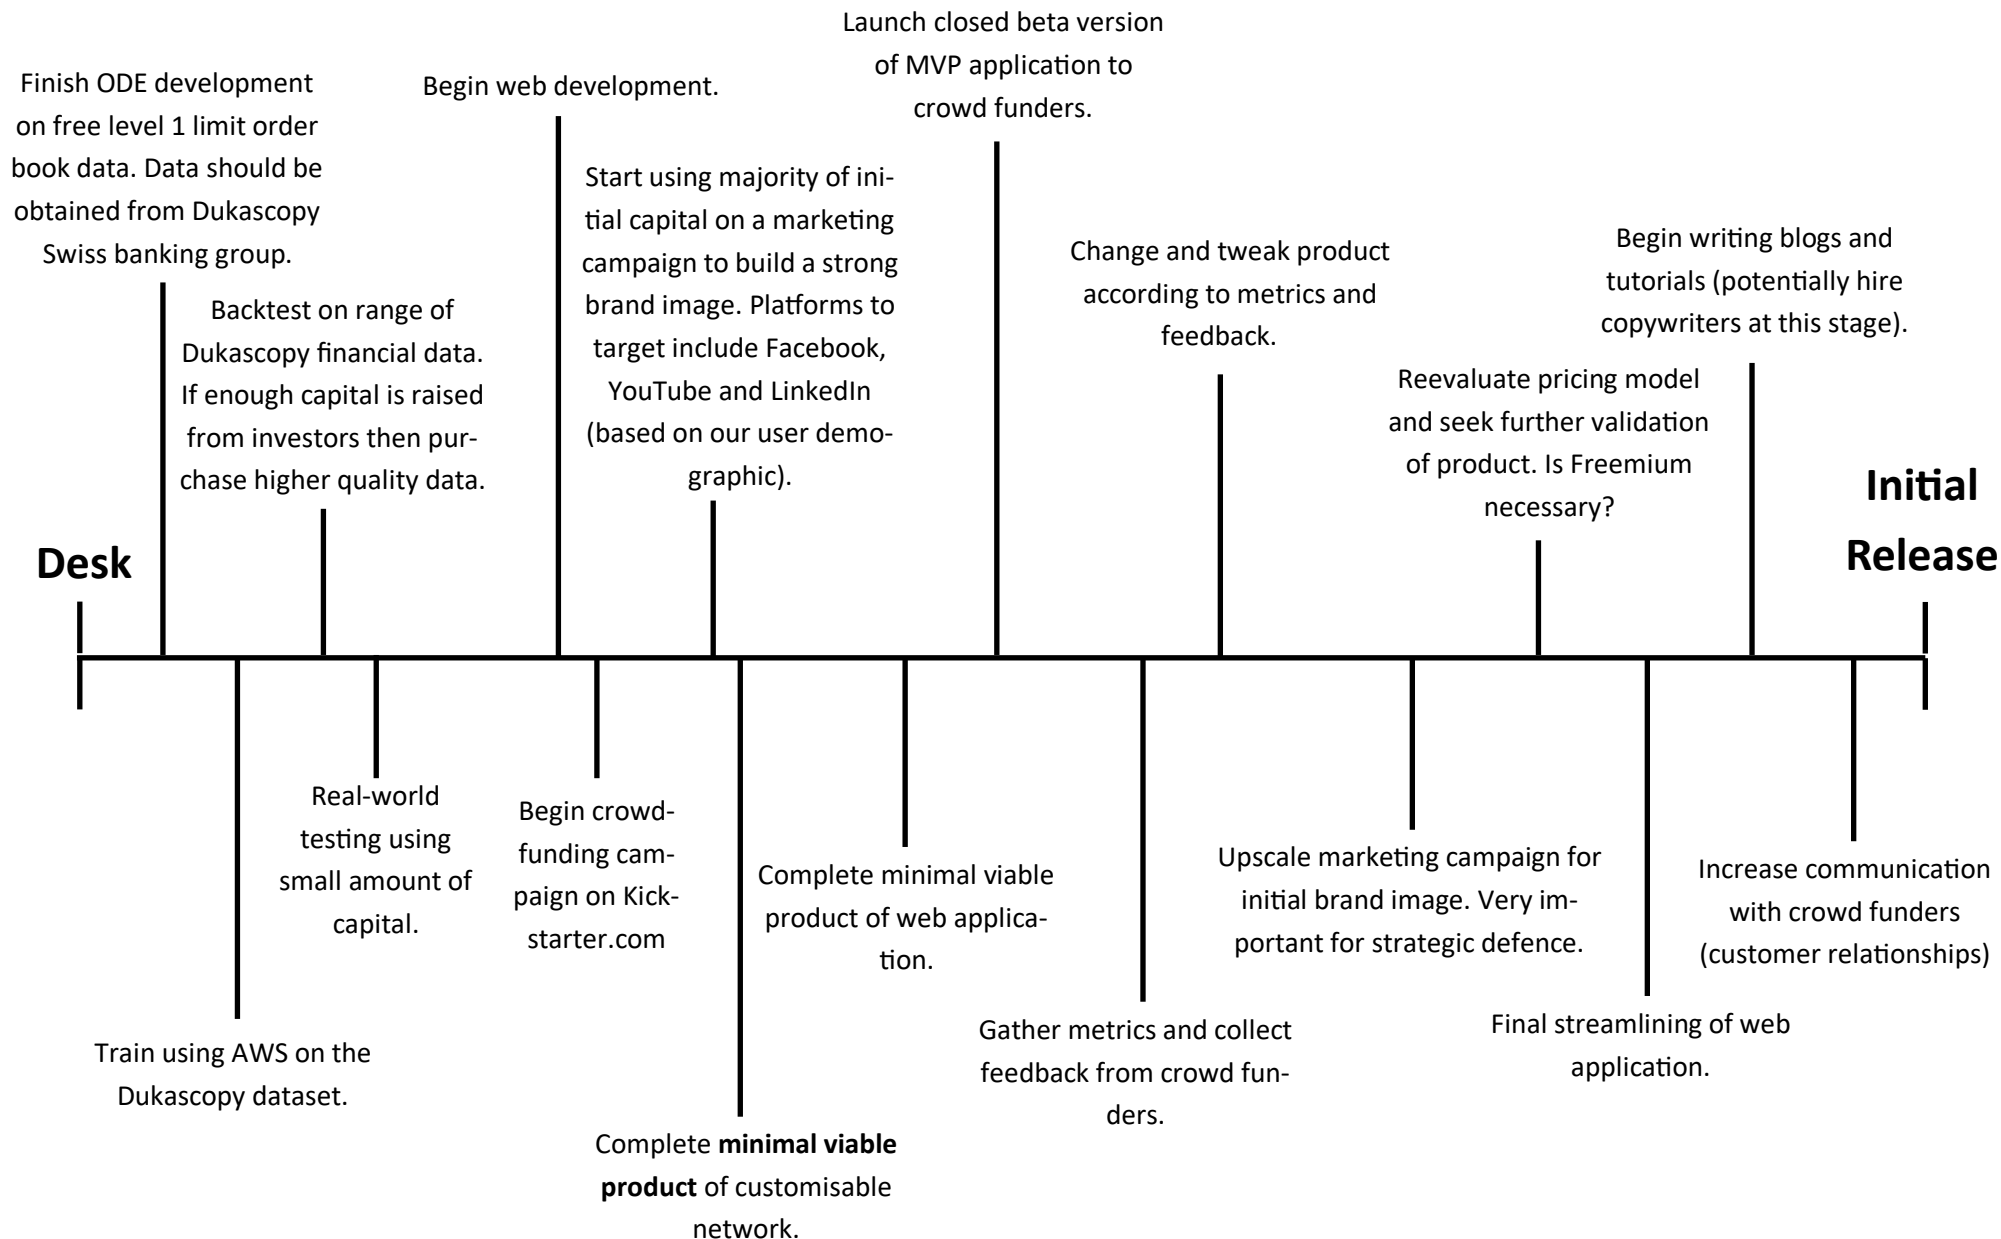 Launch closed beta version
of MVP application to
crowd funders.
Finish ODE development
on free level 1 limit order
book data. Data should be
obtained from Dukascopy
Swiss banking group.
Begin web development.
Start using majority of ini-
tial capital on a marketing
campaign to build a strong
brand image. Platforms to
target include Facebook,
YouTube and LinkedIn
(based on our user demo-
graphic).
Backtest on range of
Dukascopy financial data.
If enough capital is raised
from investors then pur-
chase higher quality data.
Change and tweak product
according to metrics and
feedback.
Begin writing blogs and
tutorials (potentially hire
copywriters at this stage).
Reevaluate pricing model
and seek further validation
of product. Is Freemium
necessary?
Desk
Initial
Release
Real-world
testing using
small amount of
capital.
Begin crowd-
funding cam-
paign on Kick-
starter.com
Complete minimal viable
product of web applica-
tion.
Upscale marketing campaign for
initial brand image. Very im-
portant for strategic defence.
Increase communication
with crowd funders
(customer relationships)
Train using AWS on the
Dukascopy dataset.
Gather metrics and collect
feedback from crowd fun-
ders.
Final streamlining of web
application.
Complete minimal viable
product of customisable
network.